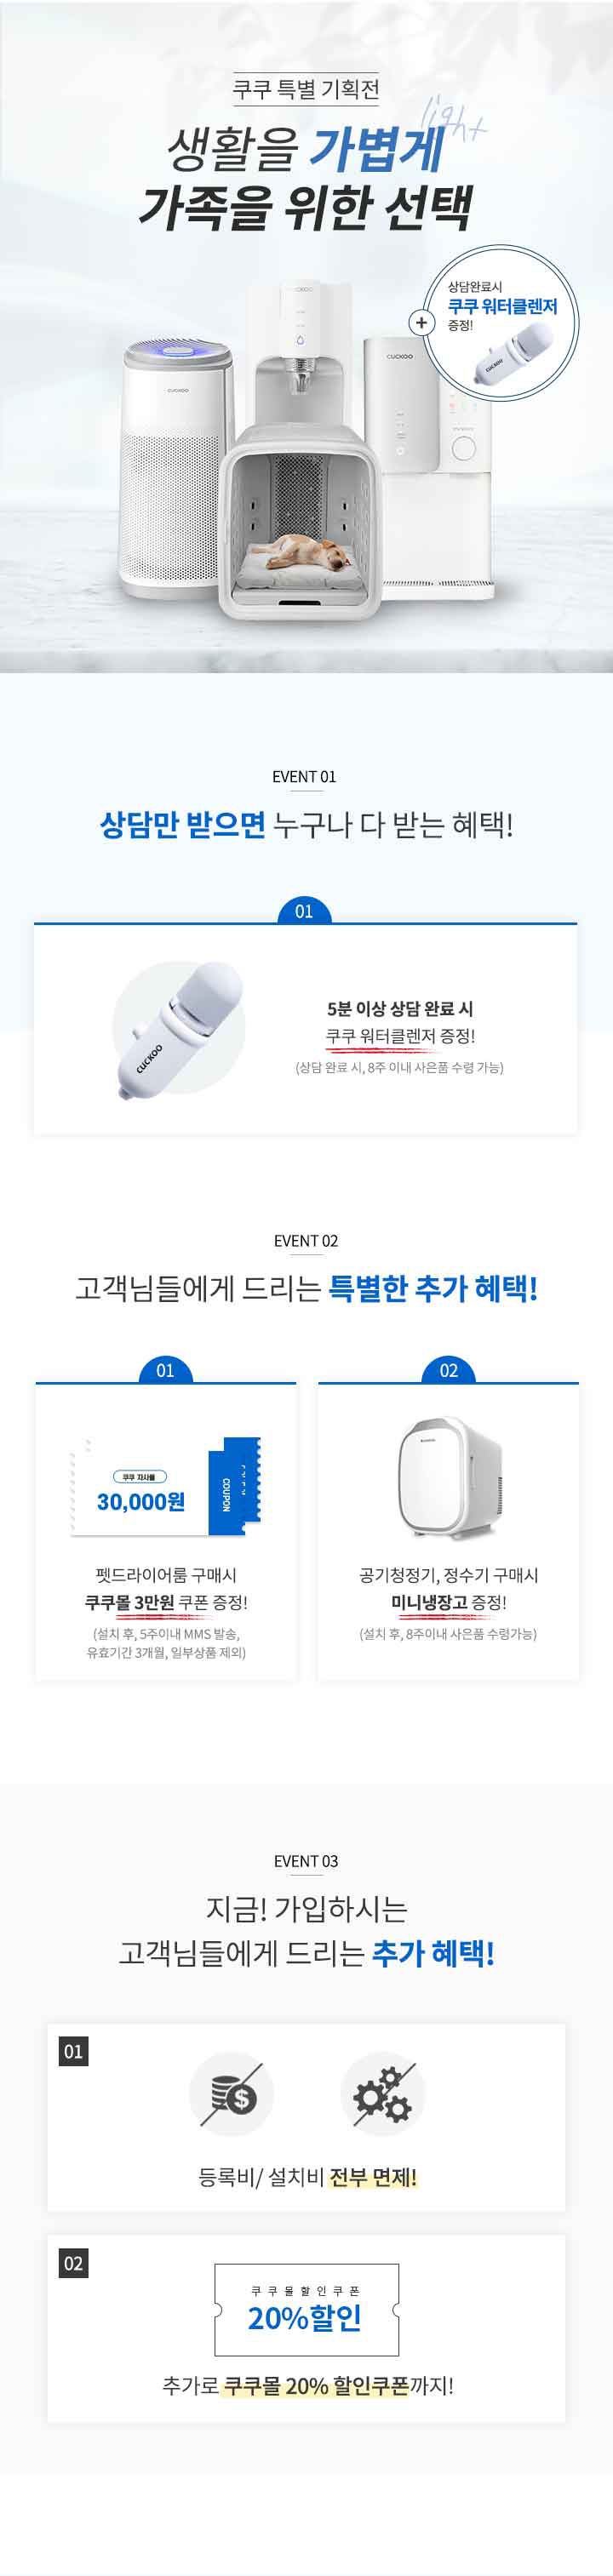 쿠쿠 특별 기획전
light
생활을 가볍게
가족을 위한 선택
상담완료시
쿠쿠 워터클렌저
증정!
+
CUCKOO
CUCKOO
CUCKOO
CUCKOO
EVENT 01
상담만 받으면 누구나 다 받는 혜택!
01
CUCKOO
5분 이상 상담 완료 시
쿠쿠 워터클렌저 증정!
(상담 완료 시, 8주 이내 사은품 수령 가능)
EVENT 02
고객님들에게 드리는 특별한 추가 혜택!
01
쿠쿠 자사몰
30,000원
COUPON
펫드라이어룸 구매시
쿠쿠몰 3만원 쿠폰 증정!
(설치 후, 5주이내 MMS 발송,
유효기간 3개월, 일부상품 제외)
02
공기청정기, 정수기 구매시
미니냉장고 증정!
(설치 후, 8주이내 사은품 수령가능)
EVENT 03
지금! 가입하시는
고객님들에게 드리는 추가 혜택!
01
$
등록비/ 설치비 전부 면제!
02
쿠쿠몰할인쿠폰
20%할인
추가로 쿠쿠몰 20% 할인쿠폰까지!